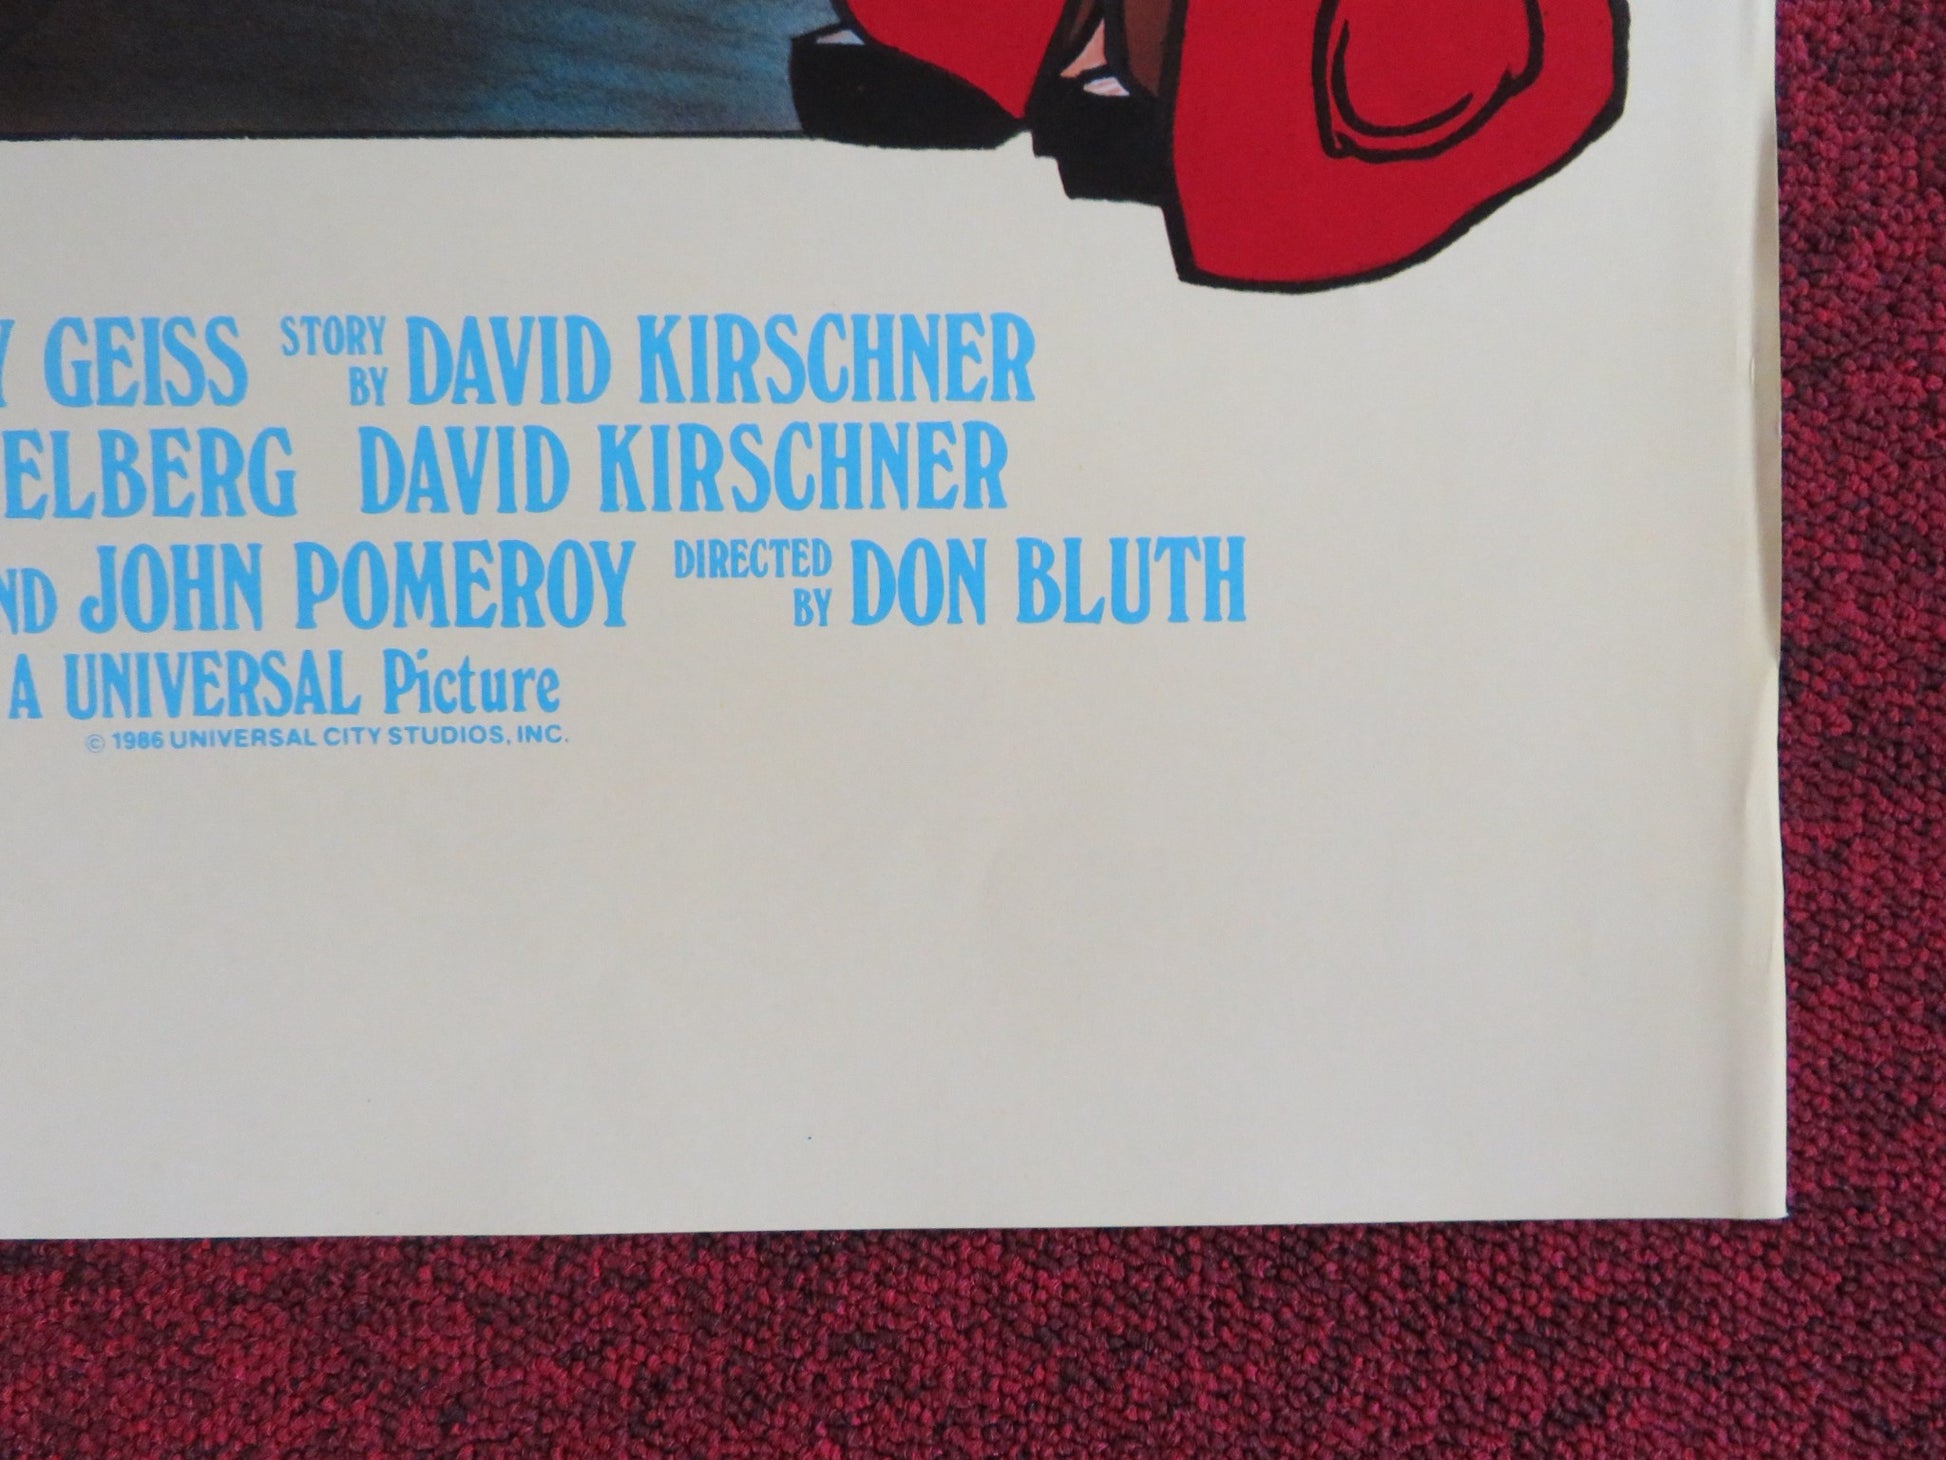 Y GEISS STORY BY DAVID KIRSCHNER
ELBERG DAVID KIRSCHNER
ND JOHN POMEROY DIRECTED BY DON BLUTH
A UNIVERSAL Picture
© 1986 UNIVERSAL CITY STUDIOS, INC.